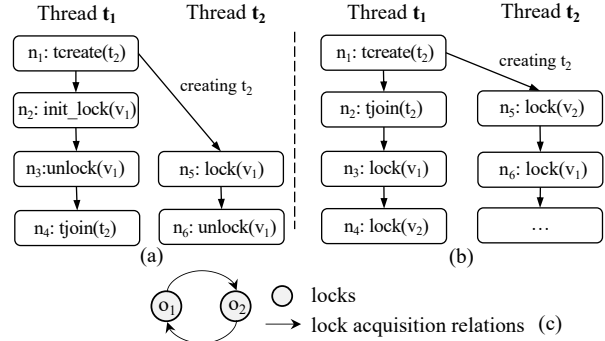 Thread t₁ Thread t₂ Thread t₁ Thread t₂
n₁: tcreate(t₂) n₁: tcreate(t₂)
creating t₂ creating t₂
n₂: init_lock(v₁) n₂: tjoin(t₂) n₅: lock(v₂)
n₃:unlock(v₁) n₅: lock(v₁) n₃: lock(v₁) n₆: lock(v₁)
n₄: tjoin(t₂) n₆: unlock(v₁) n₄: lock(v₂) …
(a) (b)
o₁ o₂ locks
lock acquisition relations (c)